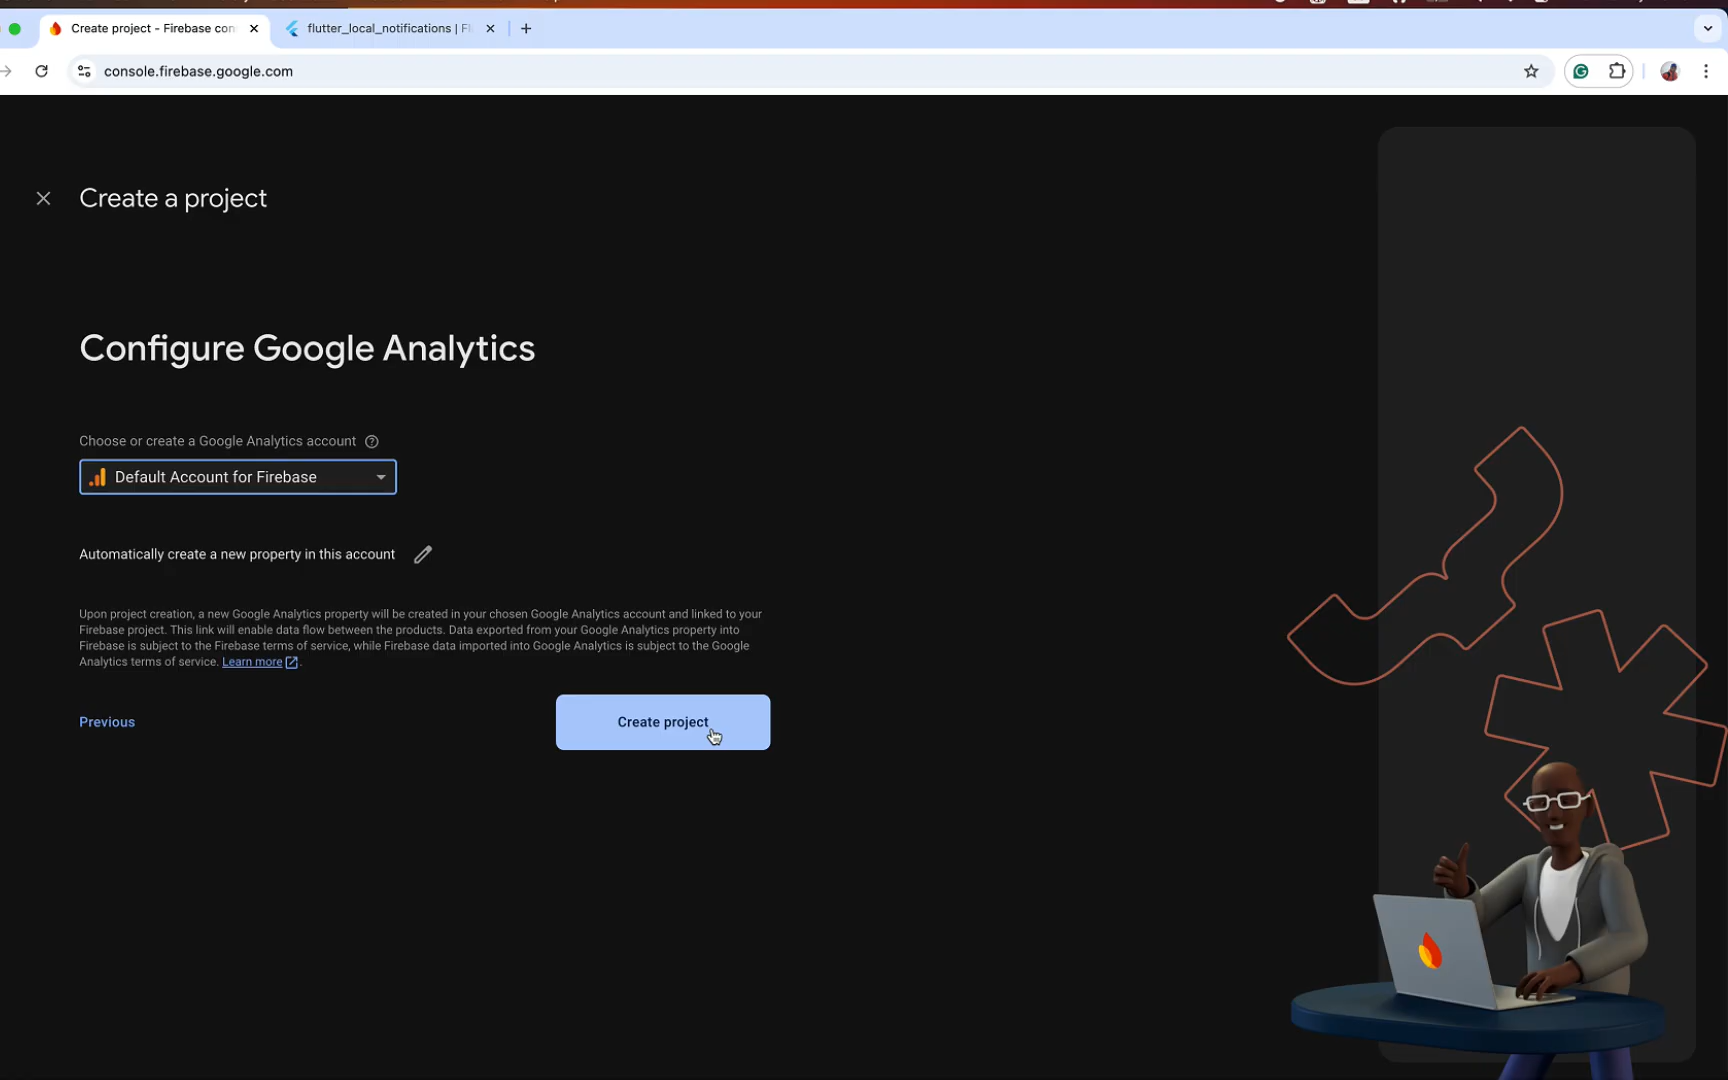 Create project - Firebase con
flutter_local_notifications | Fl
console.firebase.google.com
Create a project
Configure Google Analytics
Choose or create a Google Analytics account
Default Account for Firebase
Automatically create a new property in this account
Upon project creation, a new Google Analytics property will be created in your chosen Google Analytics account and linked to your
Firebase project. This link will enable data flow between the products. Data exported from your Google Analytics property into
Firebase is subject to the Firebase terms of service, while Firebase data imported into Google Analytics is subject to the Google
Analytics terms of service. Learn more.
Previous
Create project